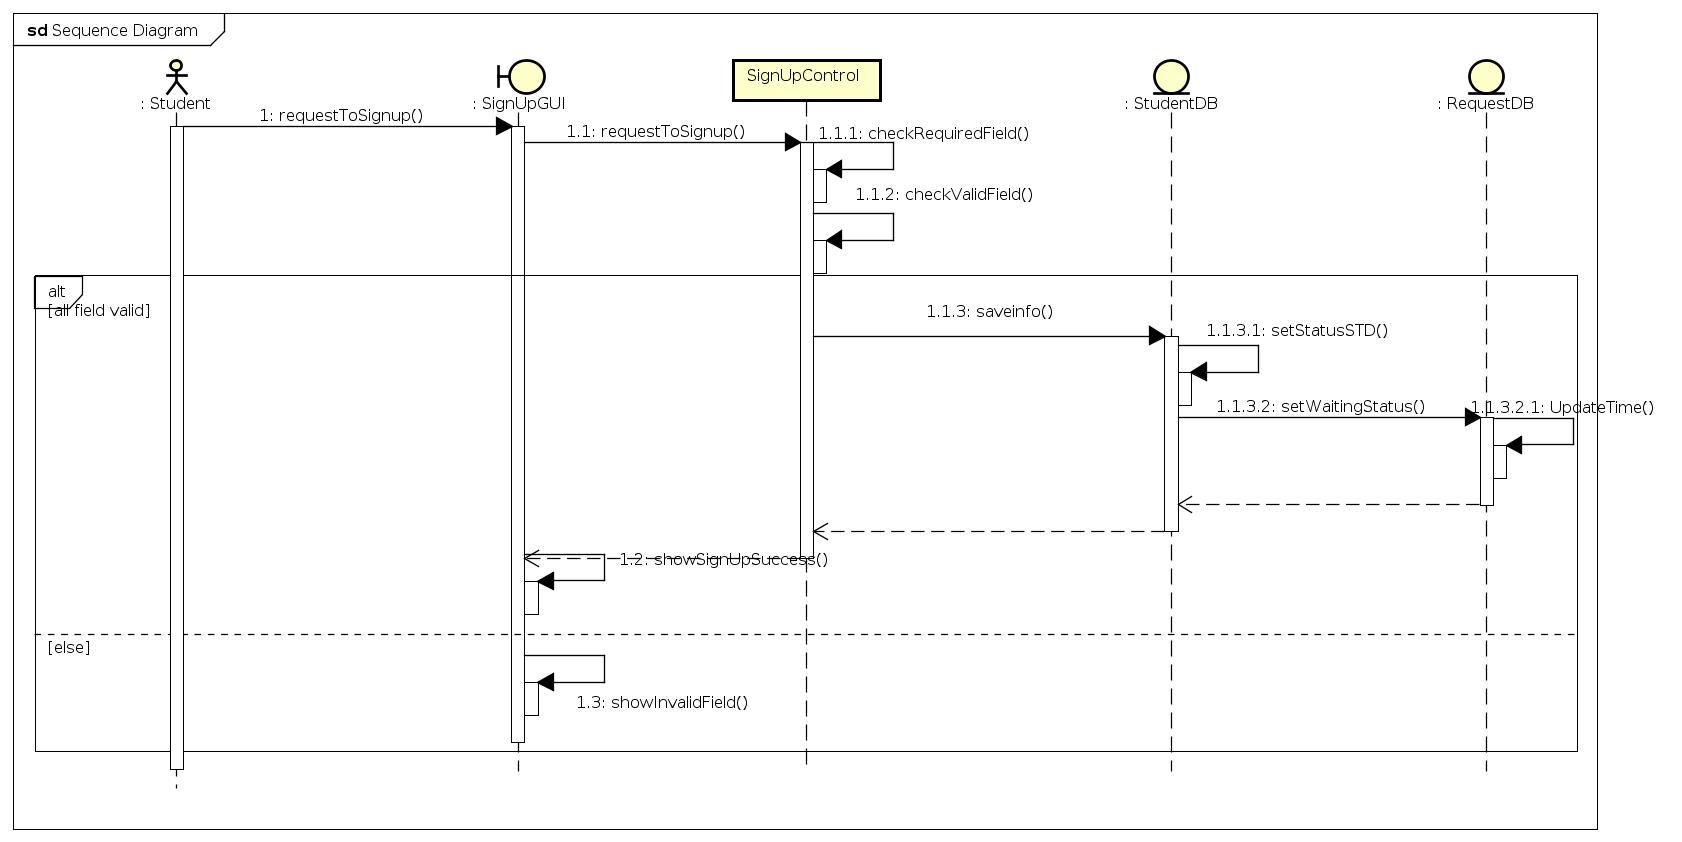 sd Sequence Diagram
: Student
: SignUpGUI
SignUpControl
: StudentDB
: RequestDB
1: requestToSignup()
1.1: requestToSignup()
1.1.1: checkRequiredField()
1.1.2: checkValidField()
alt
[all field valid]
1.1.3: saveinfo()
1.1.3.1: setStatusSTD()
1.1.3.2: setWaitingStatus()
1.1.3.2.1: UpdateTime()
1.2: showSignUpSuccess()
[else]
1.3: showInvalidField()